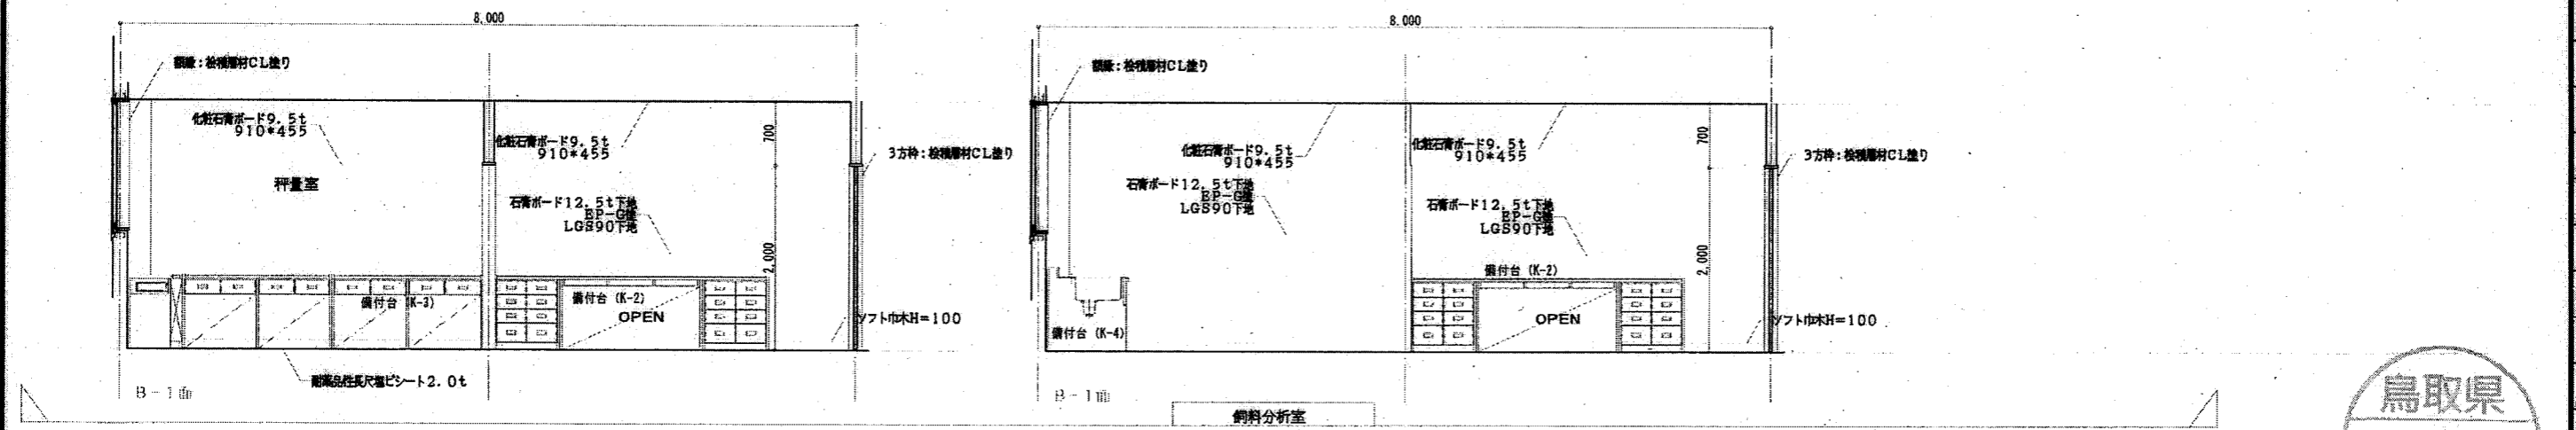 8,000
額縁:桧積層材CL塗り
化粧石膏ボード9.5t
910*455
秤量室
化粧石膏ボード9.5t
910*455
700
3方枠:桧積層材CL塗り
石膏ボード12.5t下地
EP-G塗
LGS90下地
2,000
備付台 (K-3)
備付台 (K-2)
OPEN
ソフト巾木H=100
耐薬品性長尺塩ビシート2.0t
B-1面
8,000
額縁:桧積層材CL塗り
化粧石膏ボード9.5t
910*455
化粧石膏ボード9.5t
910*455
700
3方枠:桧積層材CL塗り
石膏ボード12.5t下地
EP-G塗
LGS90下地
石膏ボード12.5t下地
EP-G塗
LGS90下地
2,000
備付台 (K-2)
備付台 (K-4)
OPEN
ソフト巾木H=100
B-1面
飼料分析室
鳥取県